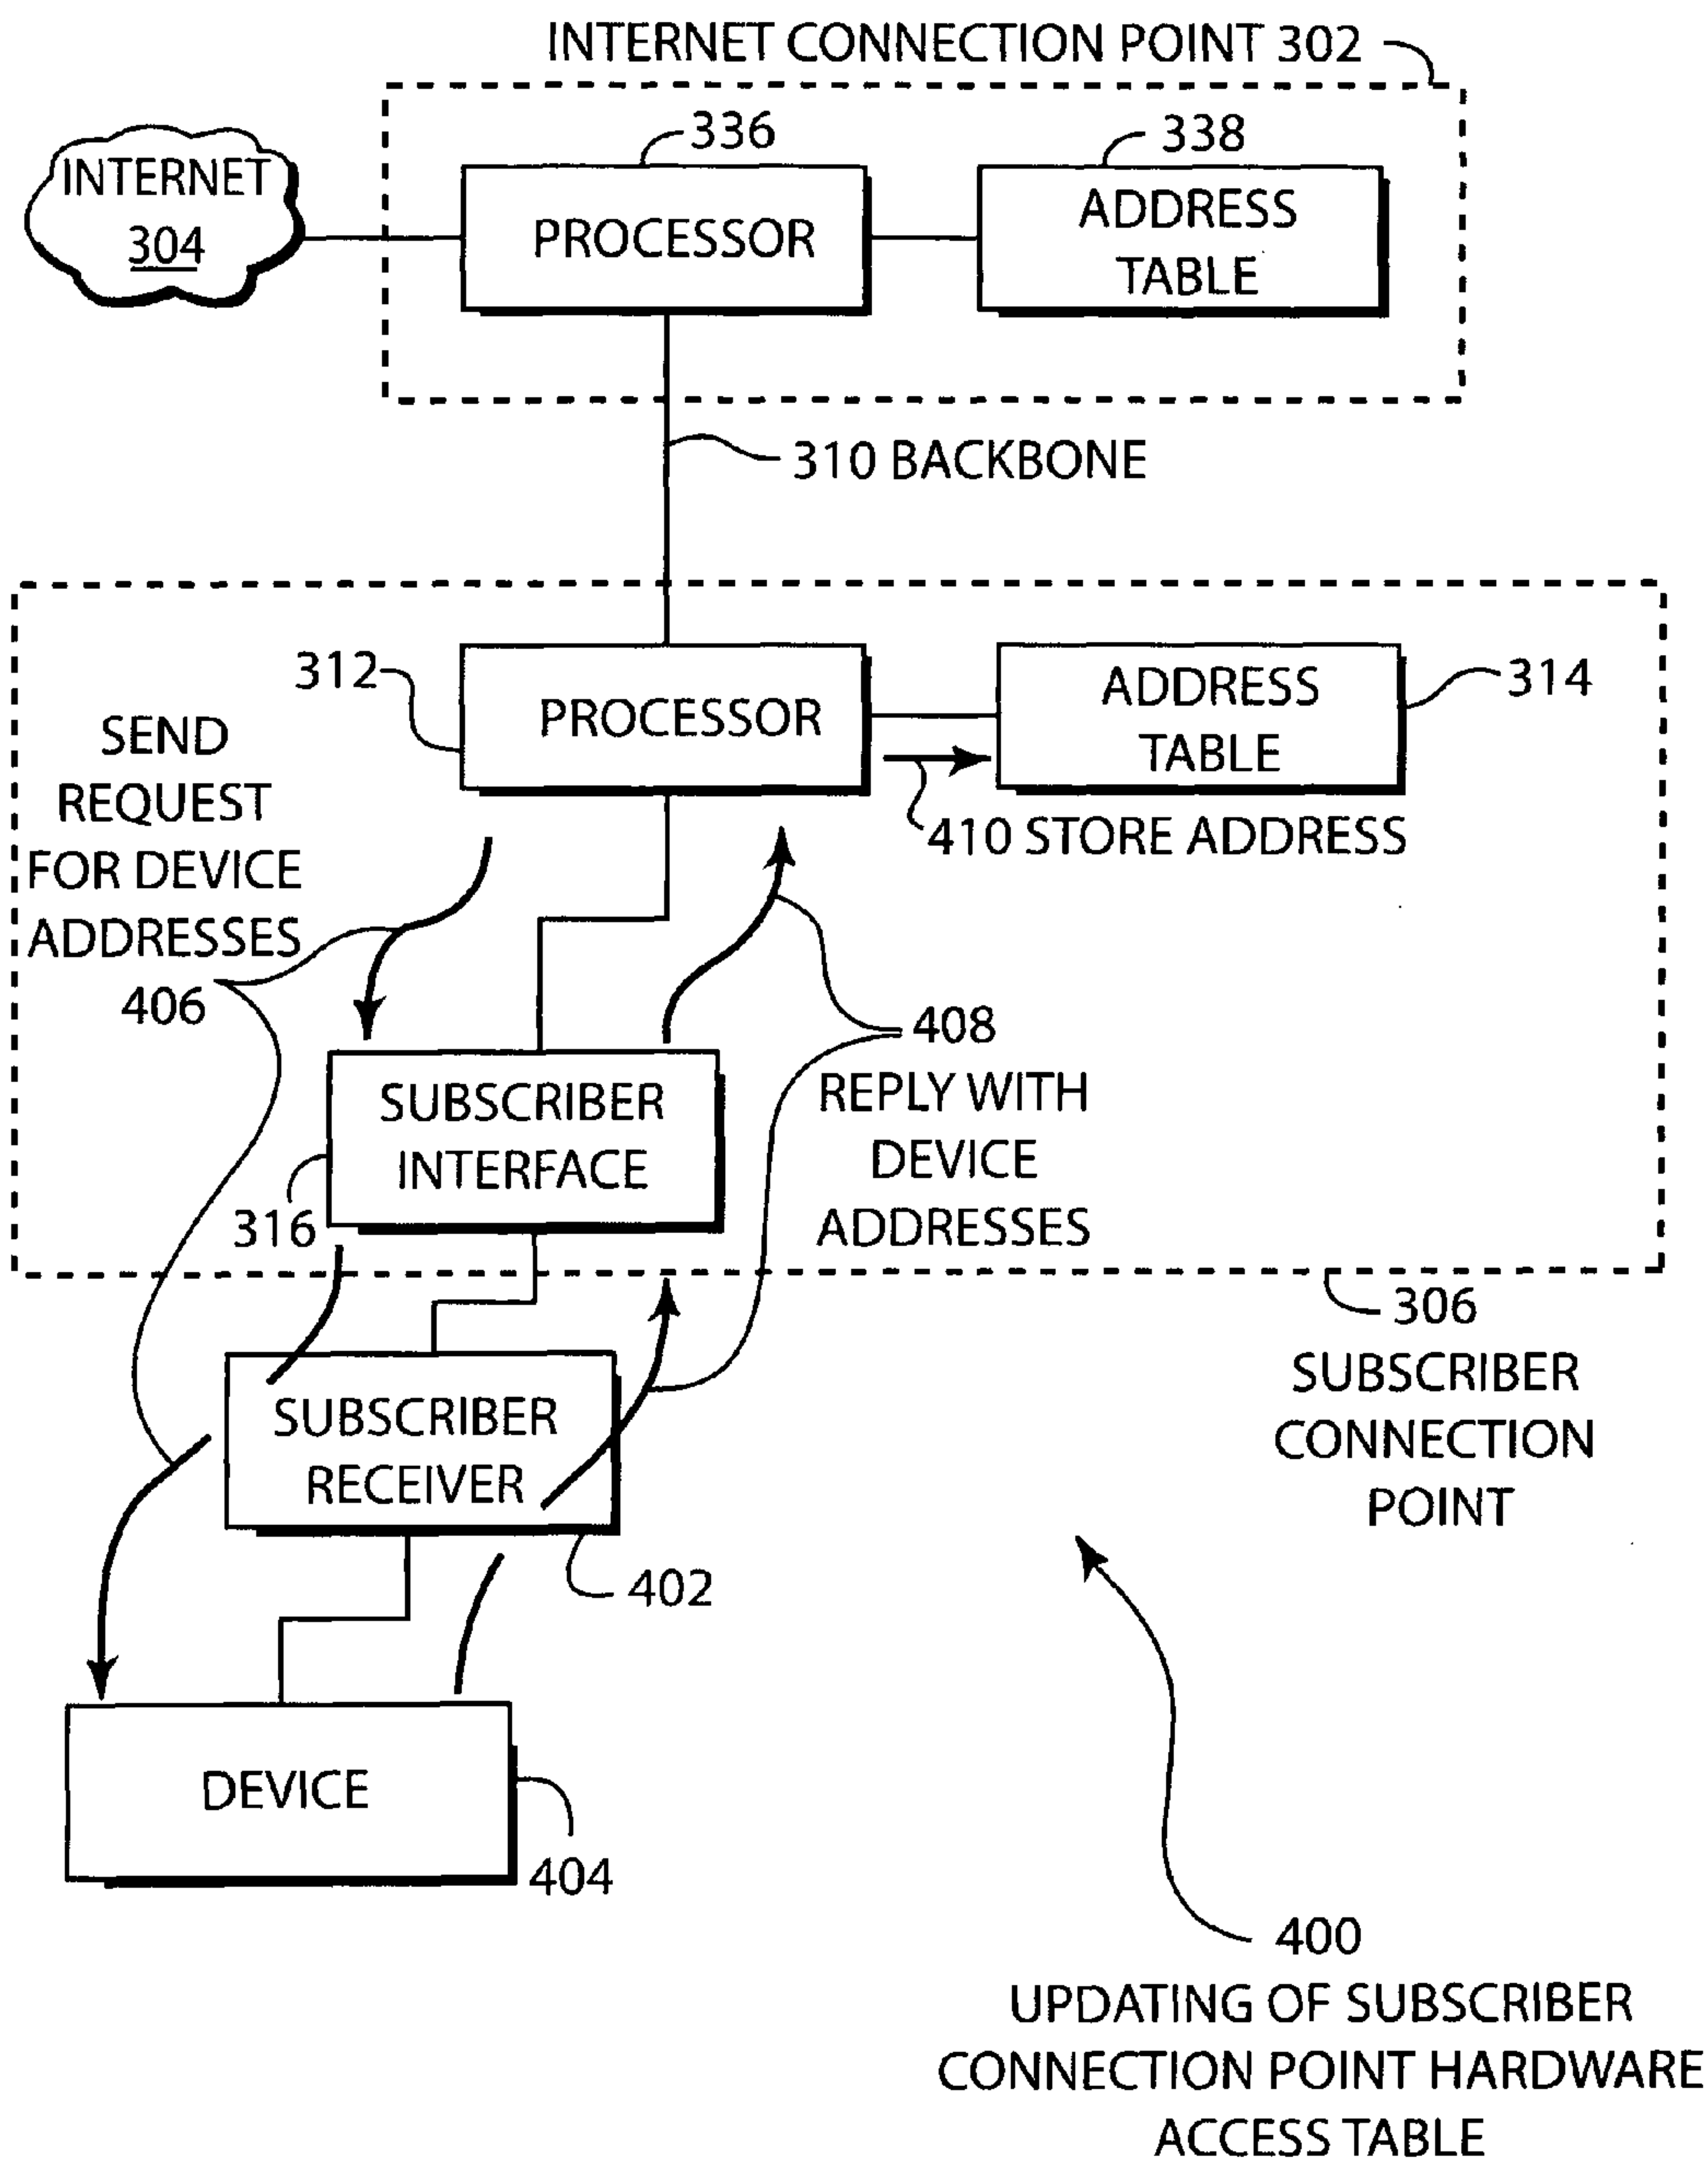 INTERNET CONNECTION POINT 302
336
338
INTERNET
304
PROCESSOR
ADDRESS
TABLE
310 BACKBONE
312
PROCESSOR
ADDRESS
TABLE
314
SEND
REQUEST
FOR DEVICE
ADDRESSES
406
410 STORE ADDRESS
408
REPLY WITH
DEVICE
ADDRESSES
SUBSCRIBER
INTERFACE
316
306
SUBSCRIBER
CONNECTION
POINT
SUBSCRIBER
RECEIVER
402
DEVICE
404
400
UPDATING OF SUBSCRIBER
CONNECTION POINT HARDWARE
ACCESS TABLE